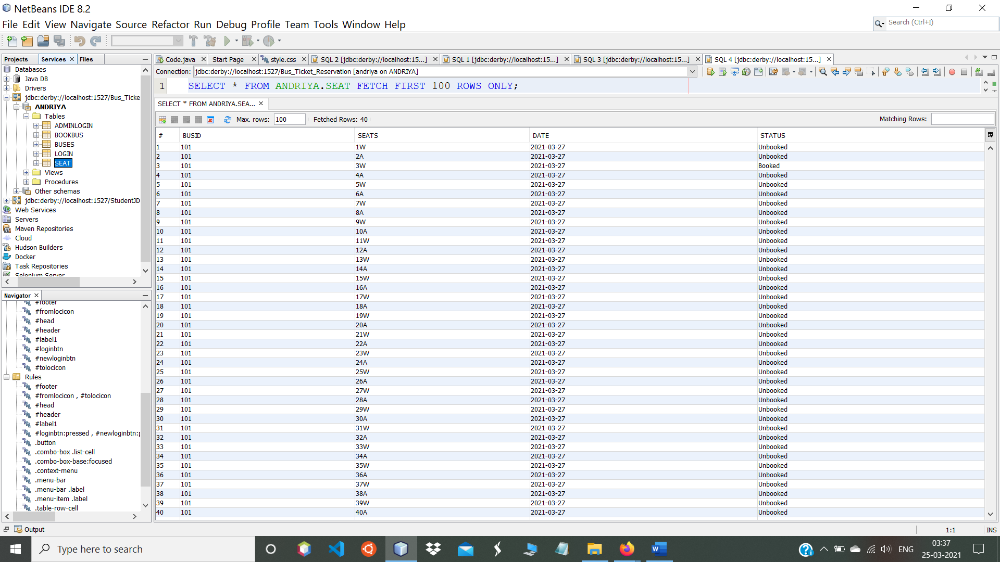 NetBeans IDE 8.2
File Edit View Navigate Source Refactor Run Debug Profile Team Tools Window Help
Search (Ctrl+I)
Projects Services Files
Databases
Java DB
Drivers
jdbc:derby://localhost:1527/Bus_Ticke
ANDRIYA
Tables
ADMINLOGIN
BOOKBUS
BUSES
LOGIN
SEAT
Views
Procedures
Other schemas
jdbc:derby://localhost:1527/StudentJD
Web Services
Servers
Maven Repositories
Cloud
Hudson Builders
Docker
Task Repositories
Selenium Server
Navigator
#footer
#fromlocicon
#head
#header
#label1
#loginbtn
#newloginbtn
#tolocicon
Rules
#footer
#fromlocicon , #tolocicon
#head
#header
#label1
#loginbtn:pressed , #newloginbtn:p
.button
.combo-box .list-cell
.combo-box-base:focused
.context-menu
.menu-bar
.menu-bar .label
.menu-item .label
.table-row-cell
Code.java Start Page style.css SQL 2 [jdbc:derby://localhost:15...] SQL 1 [jdbc:derby://localhost:15...] SQL 3 [jdbc:derby://localhost:15...] SQL 4 [jdbc:derby://localhost:15...]
Connection: jdbc:derby://localhost:1527/Bus_Ticket_Reservation [andriya on ANDRIYA]
1 SELECT * FROM ANDRIYA.SEAT FETCH FIRST 100 ROWS ONLY;
SELECT * FROM ANDRIYA.SEA...
Max. rows: 100 Fetched Rows: 40 Matching Rows:
# BUSID SEATS DATE STATUS
1 101 1W 2021-03-27 Unbooked
2 101 2A 2021-03-27 Unbooked
3 101 3W 2021-03-27 Booked
4 101 4A 2021-03-27 Unbooked
5 101 5W 2021-03-27 Unbooked
6 101 6A 2021-03-27 Unbooked
7 101 7W 2021-03-27 Unbooked
8 101 8A 2021-03-27 Unbooked
9 101 9W 2021-03-27 Unbooked
10 101 10A 2021-03-27 Unbooked
11 101 11W 2021-03-27 Unbooked
12 101 12A 2021-03-27 Unbooked
13 101 13W 2021-03-27 Unbooked
14 101 14A 2021-03-27 Unbooked
15 101 15W 2021-03-27 Unbooked
16 101 16A 2021-03-27 Unbooked
17 101 17W 2021-03-27 Unbooked
18 101 18A 2021-03-27 Unbooked
19 101 19W 2021-03-27 Unbooked
20 101 20A 2021-03-27 Unbooked
21 101 21W 2021-03-27 Unbooked
22 101 22A 2021-03-27 Unbooked
23 101 23W 2021-03-27 Unbooked
24 101 24A 2021-03-27 Unbooked
25 101 25W 2021-03-27 Unbooked
26 101 26A 2021-03-27 Unbooked
27 101 27W 2021-03-27 Unbooked
28 101 28A 2021-03-27 Unbooked
29 101 29W 2021-03-27 Unbooked
30 101 30A 2021-03-27 Unbooked
31 101 31W 2021-03-27 Unbooked
32 101 32A 2021-03-27 Unbooked
33 101 33W 2021-03-27 Unbooked
34 101 34A 2021-03-27 Unbooked
35 101 35W 2021-03-27 Unbooked
36 101 36A 2021-03-27 Unbooked
37 101 37W 2021-03-27 Unbooked
38 101 38A 2021-03-27 Unbooked
39 101 39W 2021-03-27 Unbooked
40 101 40A 2021-03-27 Unbooked
Output
1:1 INS
Type here to search
ENG
03:37
25-03-2021